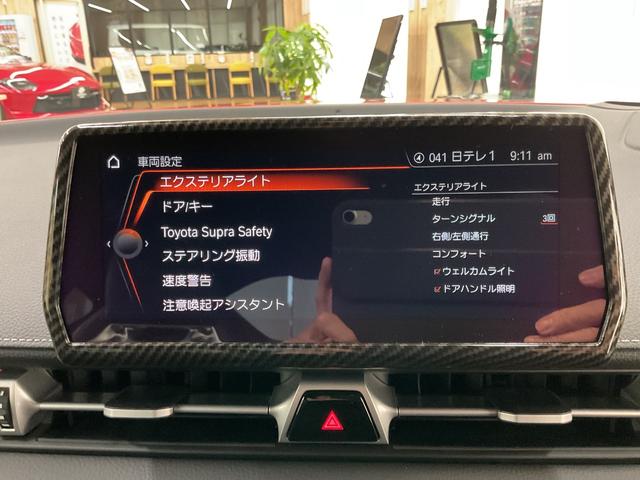 車両設定
041 日テレ1 9:11 am
エクステリアライト
ドア/キー
Toyota Supra Safety
ステアリング振動
速度警告
注意喚起アシスタント
エクステリアライト
走行
ターンシグナル 3回
右側/左側通行
コンフォート
ウェルカムライト
ドアハンドル照明